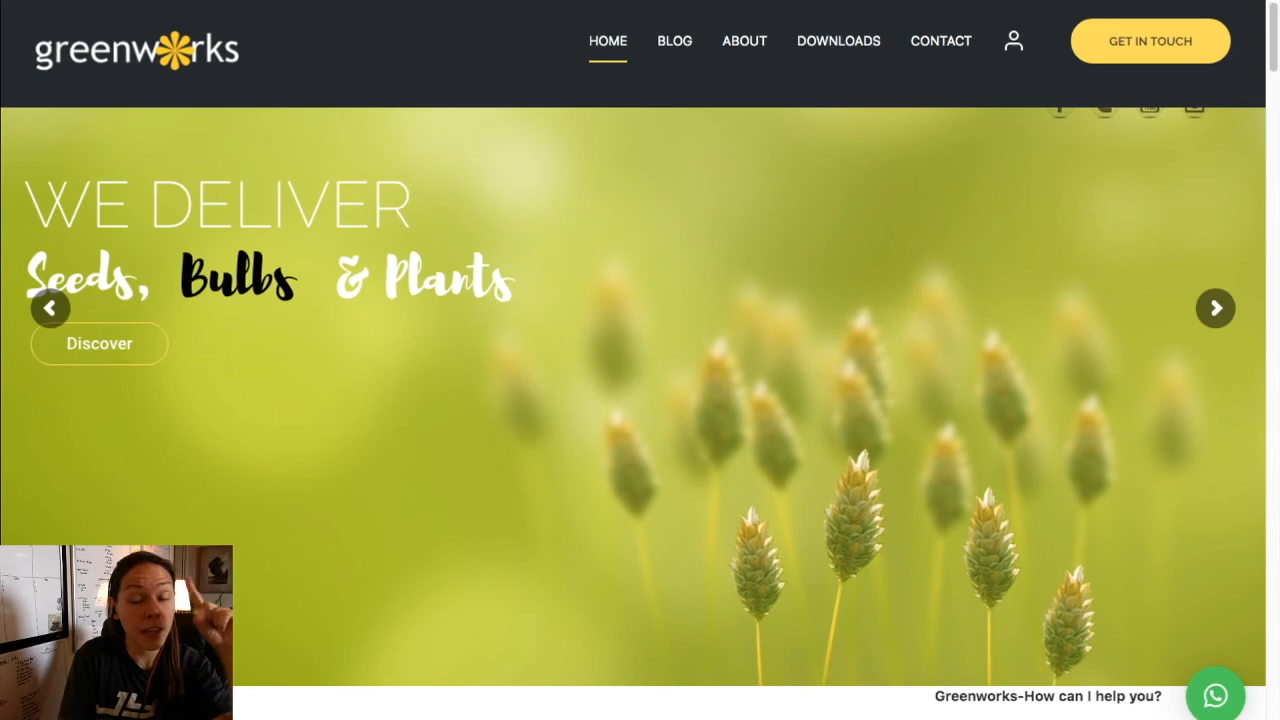 greenworks
HOME BLOG ABOUT DOWNLOADS CONTACT
GET IN TOUCH
WE DELIVER
Seeds, Bulbs & Plants
Discover
Greenworks-How can I help you?